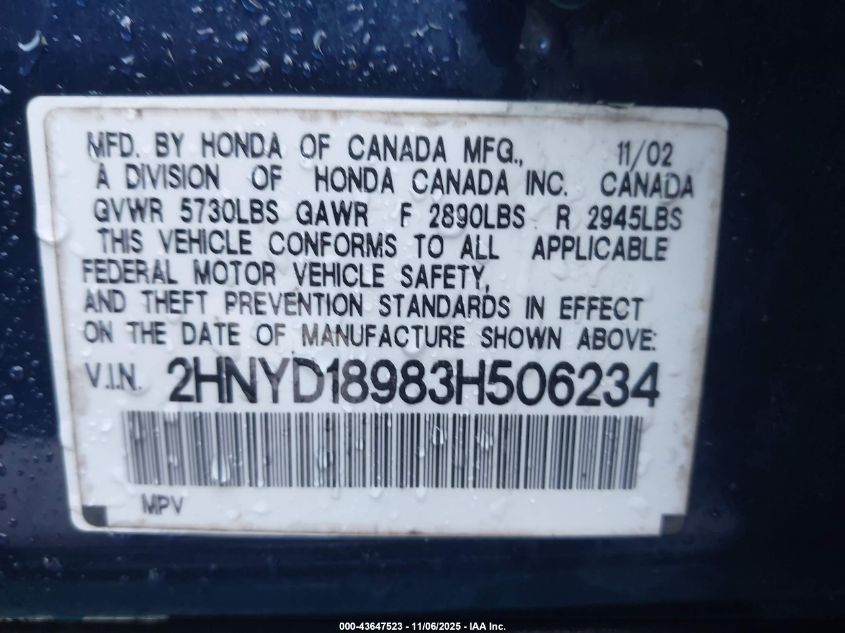 MFD. BY HONDA OF CANADA MFG., 11/02
A DIVISION OF HONDA CANADA INC. CANADA
GVWR 5730LBS GAWR F 2890LBS R 2945LBS
THIS VEHICLE CONFORMS TO ALL APPLICABLE
FEDERAL MOTOR VEHICLE SAFETY,
AND THEFT PREVENTION STANDARDS IN EFFECT
ON THE DATE OF MANUFACTURE SHOWN ABOVE:
V.I.N. 2HNYD18983H506234
MPV
000-43647523 - 11/06/2025 - IAA Inc.